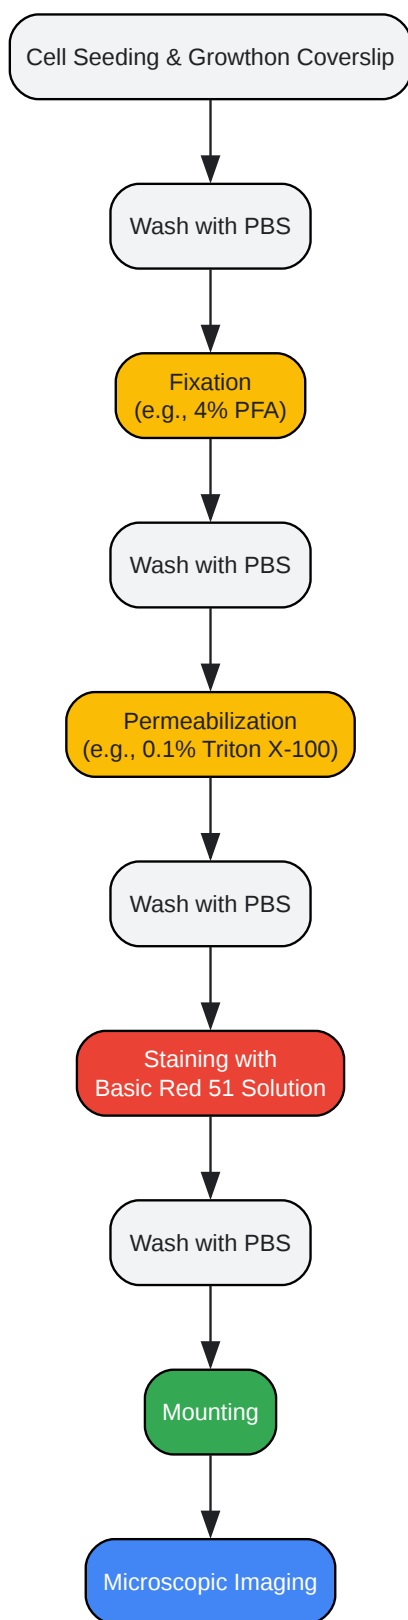 Cell Seeding & Growthon Coverslip
Wash with PBS
Fixation
(e.g., 4% PFA)
Wash with PBS
Permeabilization
(e.g., 0.1% Triton X-100)
Wash with PBS
Staining with
Basic Red 51 Solution
Wash with PBS
Mounting
Microscopic Imaging